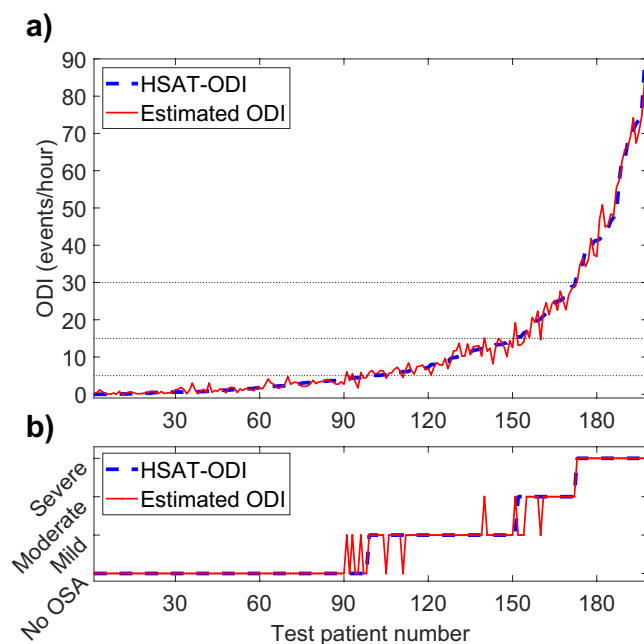 a)
HSAT-ODI
Estimated ODI
ODI (events/hour)
90
80
70
60
50
40
30
20
10
0
30 60 90 120 150 180
b)
HSAT-ODI
Estimated ODI
Severe
Moderate
Mild
No OSA
30 60 90 120 150 180
Test patient number